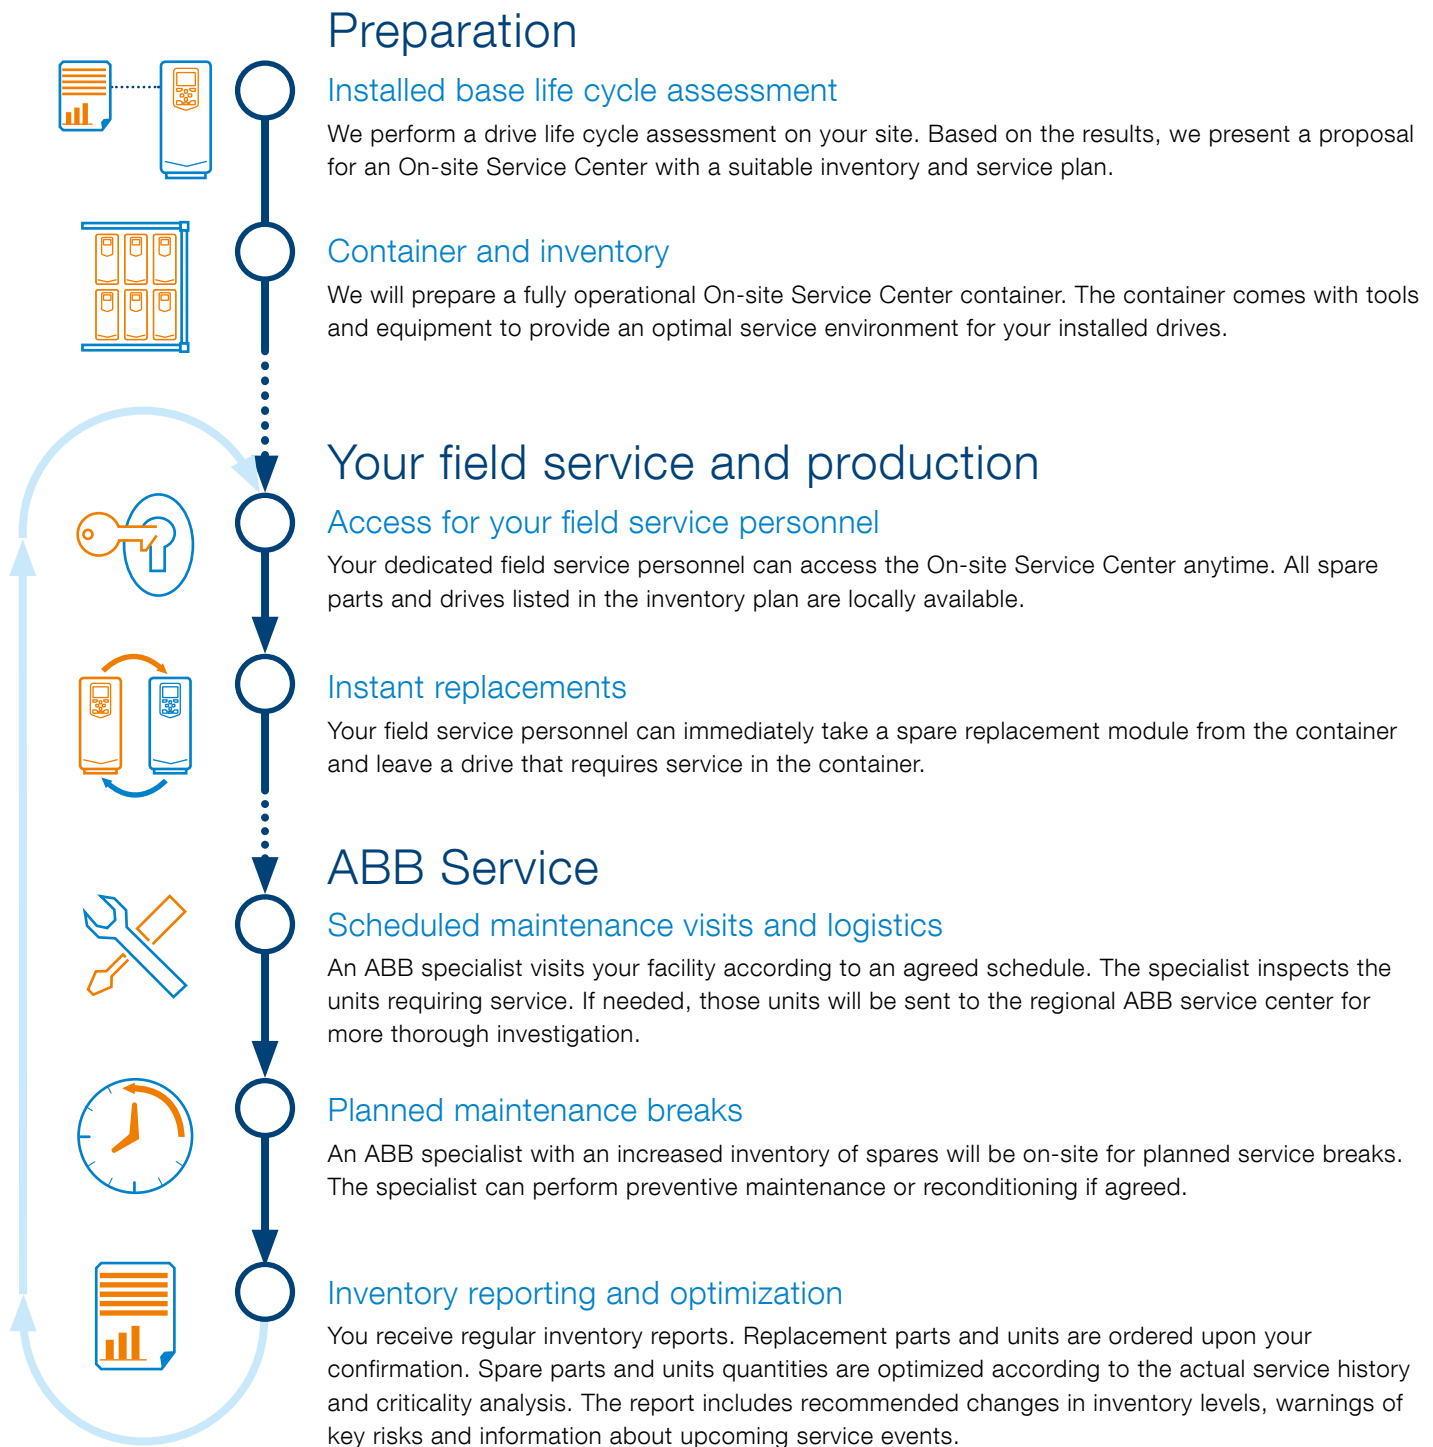 Preparation
Installed base life cycle assessment
We perform a drive life cycle assessment on your site. Based on the results, we present a proposal
for an On-site Service Center with a suitable inventory and service plan.
Container and inventory
We will prepare a fully operational On-site Service Center container. The container comes with tools
and equipment to provide an optimal service environment for your installed drives.
Your field service and production
Access for your field service personnel
Your dedicated field service personnel can access the On-site Service Center anytime. All spare
parts and drives listed in the inventory plan are locally available.
Instant replacements
Your field service personnel can immediately take a spare replacement module from the container
and leave a drive that requires service in the container.
ABB Service
Scheduled maintenance visits and logistics
An ABB specialist visits your facility according to an agreed schedule. The specialist inspects the
units requiring service. If needed, those units will be sent to the regional ABB service center for
more thorough investigation.
Planned maintenance breaks
An ABB specialist with an increased inventory of spares will be on-site for planned service breaks.
The specialist can perform preventive maintenance or reconditioning if agreed.
Inventory reporting and optimization
You receive regular inventory reports. Replacement parts and units are ordered upon your
confirmation. Spare parts and units quantities are optimized according to the actual service history
and criticality analysis. The report includes recommended changes in inventory levels, warnings of
key risks and information about upcoming service events.